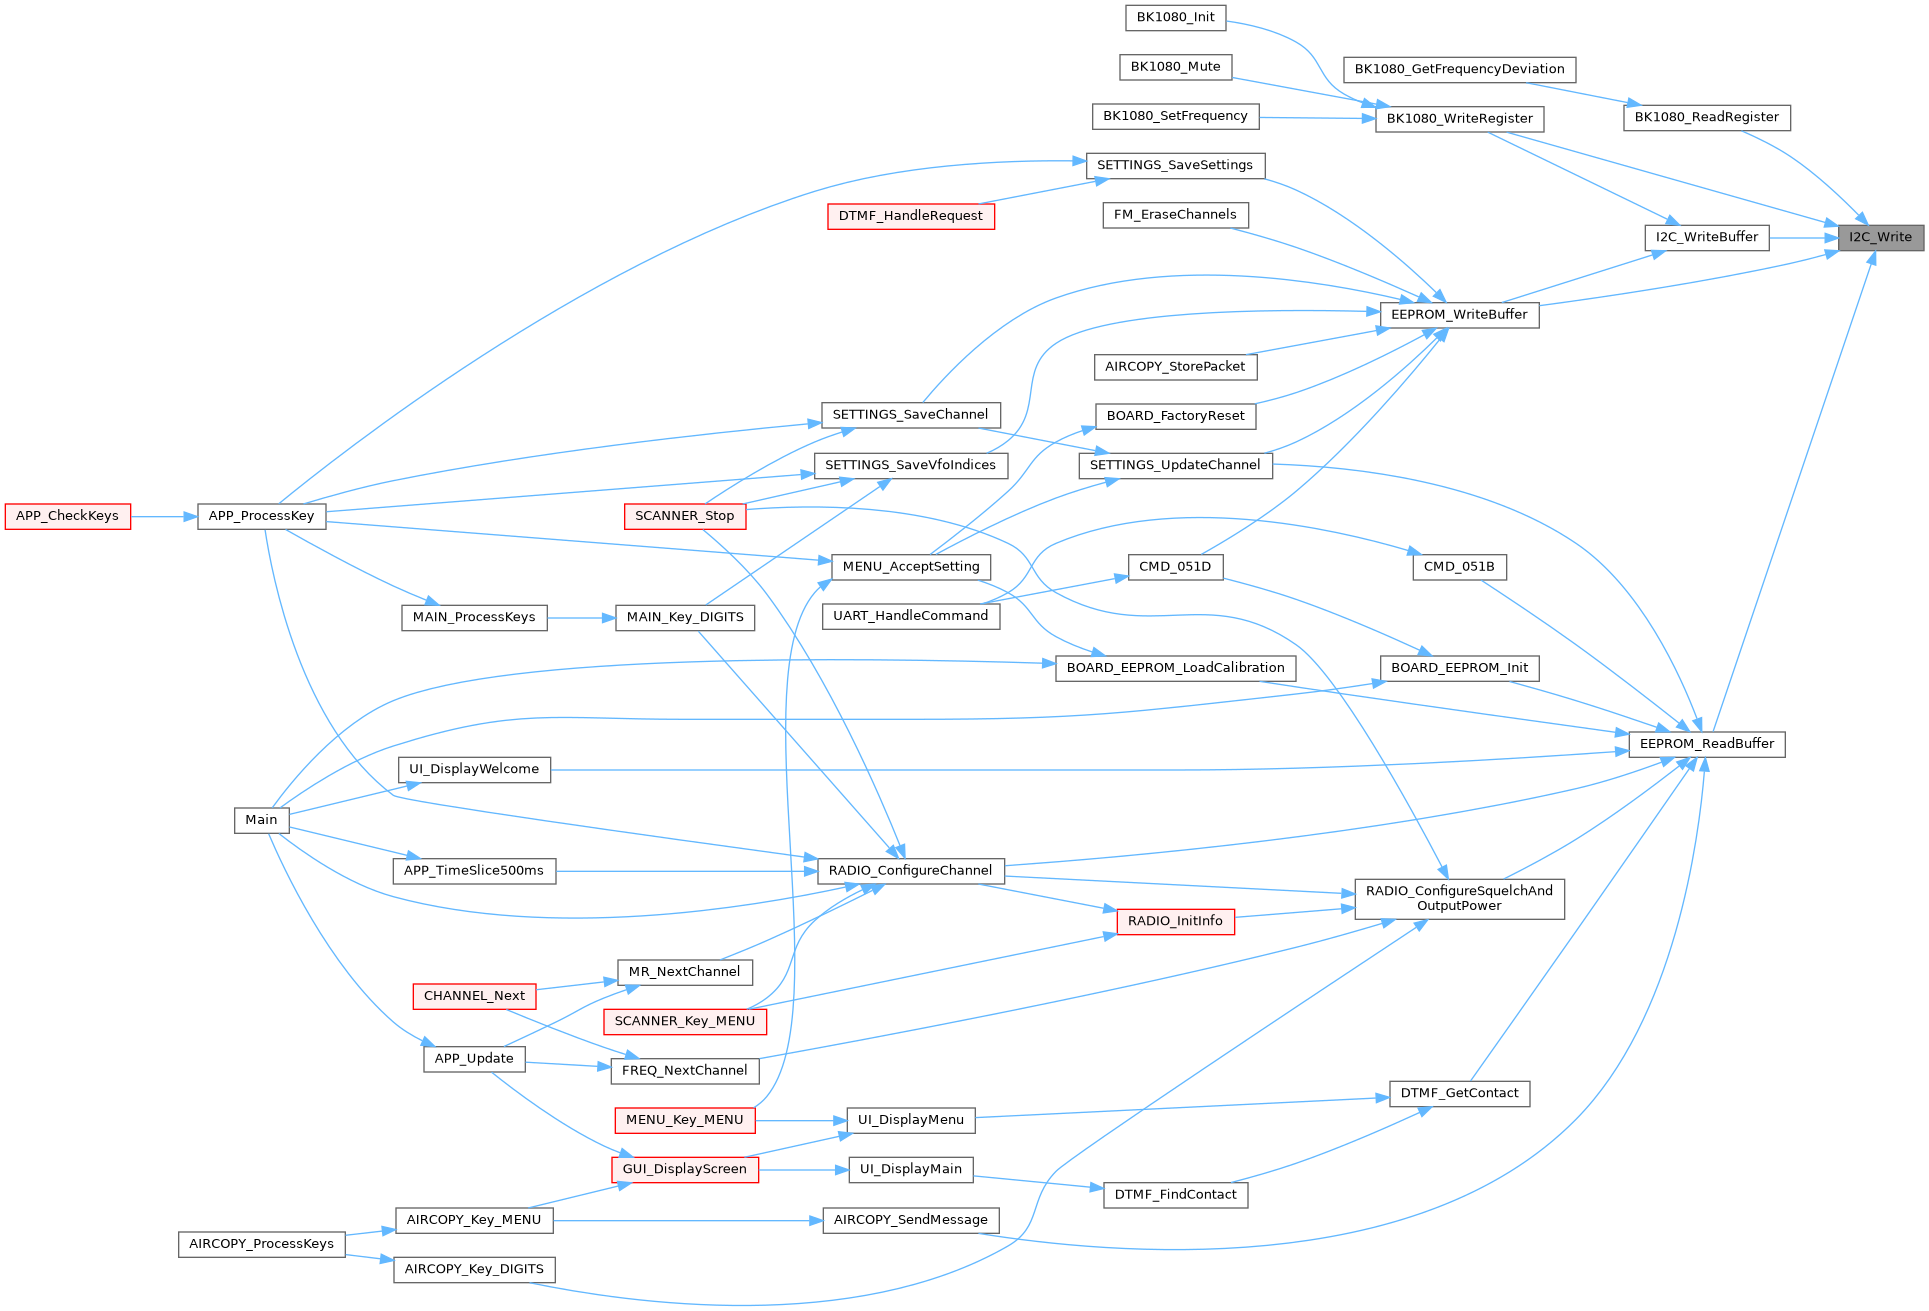 BK1080_Init
BK1080_Mute
BK1080_GetFrequencyDeviation
BK1080_SetFrequency
BK1080_WriteRegister
BK1080_ReadRegister
SETTINGS_SaveSettings
DTMF_HandleRequest
FM_EraseChannels
I2C_WriteBuffer
I2C_Write
EEPROM_WriteBuffer
AIRCOPY_StorePacket
SETTINGS_SaveChannel
BOARD_FactoryReset
SETTINGS_SaveVfoIndices
SETTINGS_UpdateChannel
APP_CheckKeys
APP_ProcessKey
SCANNER_Stop
MENU_AcceptSetting
CMD_051D
CMD_051B
MAIN_ProcessKeys
MAIN_Key_DIGITS
UART_HandleCommand
BOARD_EEPROM_LoadCalibration
BOARD_EEPROM_Init
EEPROM_ReadBuffer
UI_DisplayWelcome
Main
APP_TimeSlice500ms
RADIO_ConfigureChannel
RADIO_ConfigureSquelchAnd
OutputPower
RADIO_InitInfo
MR_NextChannel
CHANNEL_Next
SCANNER_Key_MENU
APP_Update
FREQ_NextChannel
DTMF_GetContact
MENU_Key_MENU
UI_DisplayMenu
GUI_DisplayScreen
UI_DisplayMain
DTMF_FindContact
AIRCOPY_Key_MENU
AIRCOPY_SendMessage
AIRCOPY_ProcessKeys
AIRCOPY_Key_DIGITS